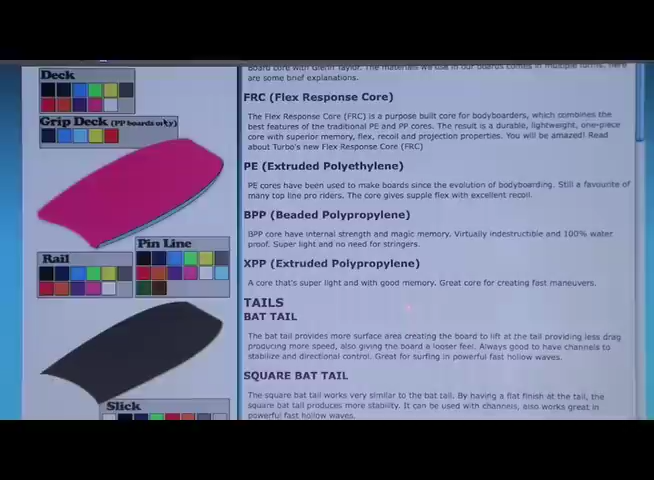 Deck
Grip Deck (PP boards only)
Rail
Pin Line
Slick
Board core with Glenn Taylor. The materials we use in our boards comes in multiple forms, here
are some brief explanations.
FRC (Flex Response Core)
The Flex Response Core (FRC) is a purpose built core for bodyboarders, which combines the
best features of the traditional PE and PP cores. The result is a durable, lightweight, one-piece
core with superior memory, flex, recoil and projection properties. You will be amazed! Read
about Turbo's new Flex Response Core (FRC)
PE (Extruded Polyethylene)
PE cores have been used to make boards since the evolution of bodyboarding. Still a favourite of
many top line pro riders. The core gives supple flex with excellent recoil.
BPP (Beaded Polypropylene)
BPP core have internal strength and magic memory. Virtually indestructible and 100% water
proof. Super light and no need for stringers.
XPP (Extruded Polypropylene)
A core that's super light and with good memory. Great core for creating fast maneuvers.
TAILS
BAT TAIL
The bat tail provides more surface area creating the board to lift at the tail providing less drag
producing more speed, also giving the board a looser feel. Always good to have channels to
stabilize and directional control. Great for surfing in powerful fast hollow waves.
SQUARE BAT TAIL
The square bat tail works very similar to the bat tail. By having a flat finish at the tail, the
square bat tail produces more stability. It can be used with channels, also works great in
powerful fast hollow waves.